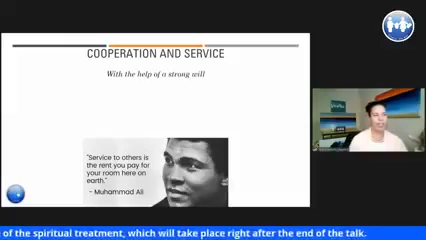 COOPERATION AND SERVICE
With the help of a strong will
"Service to others is
the rent you pay for
your room here on
earth."
- Muhammad Ali
of the spiritual treatment, which will take place right after the end of the talk.